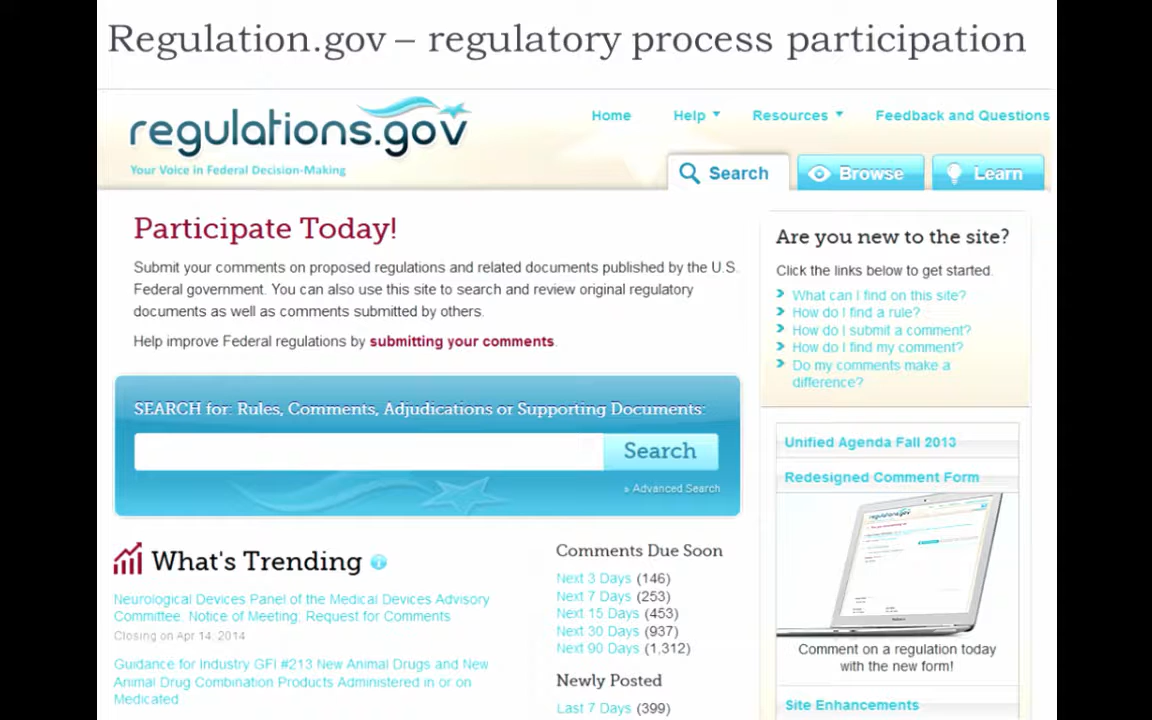 Regulation.gov – regulatory process participation
regulations.gov
Your Voice in Federal Decision-Making
Home Help Resources Feedback and Questions
Search Browse Learn
Participate Today!
Submit your comments on proposed regulations and related documents published by the U.S.
Federal government. You can also use this site to search and review original regulatory
documents as well as comments submitted by others.
Help improve Federal regulations by submitting your comments.
SEARCH for: Rules, Comments, Adjudications or Supporting Documents:
Search
» Advanced Search
What's Trending
Neurological Devices Panel of the Medical Devices Advisory
Committee: Notice of Meeting; Request for Comments
Closing on Apr 14, 2014
Guidance for Industry GFI #213 New Animal Drugs and New
Animal Drug Combination Products Administered in or on
Medicated
Comments Due Soon
Next 3 Days (146)
Next 7 Days (253)
Next 15 Days (453)
Next 30 Days (937)
Next 90 Days (1,312)
Newly Posted
Last 7 Days (399)
Are you new to the site?
Click the links below to get started.
What can I find on this site?
How do I find a rule?
How do I submit a comment?
How do I find my comment?
Do my comments make a
difference?
Unified Agenda Fall 2013
Redesigned Comment Form
regulations.gov
Comment on a regulation today
with the new form!
Site Enhancements